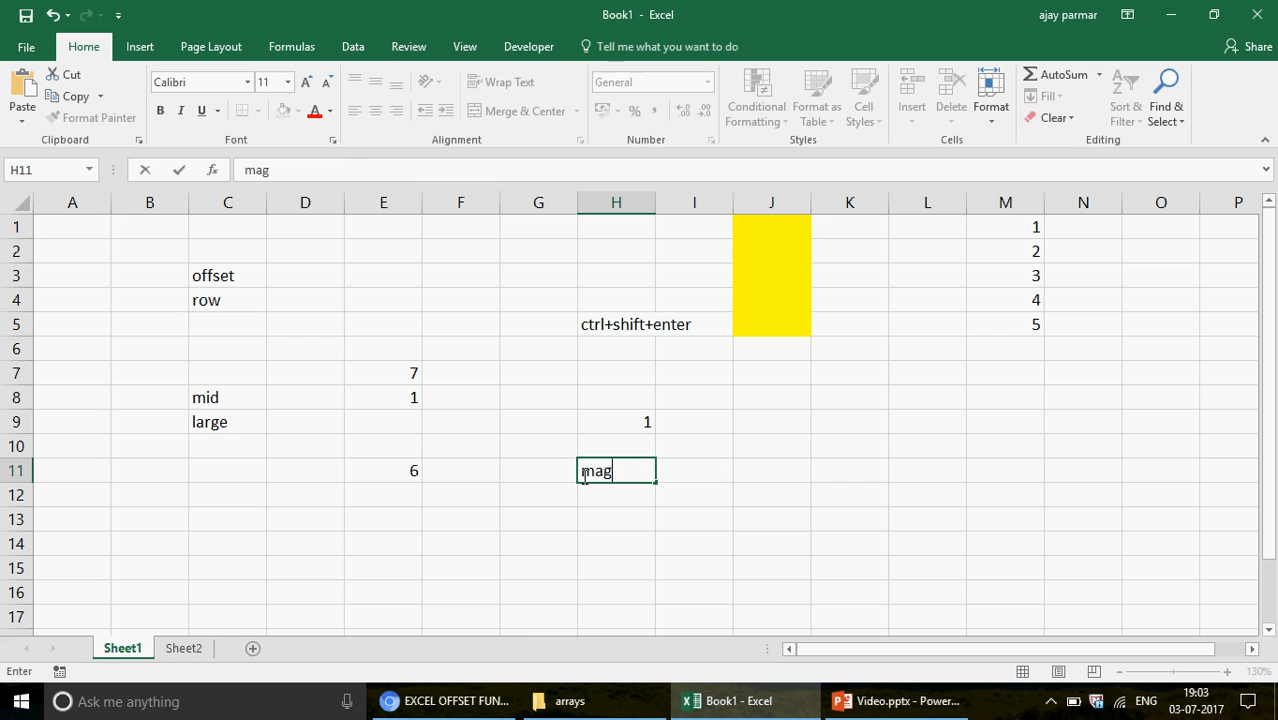 Book1 - Excel
ajay parmar
File Home Insert Page Layout Formulas Data Review View Developer Tell me what you want to do Share
Paste
Cut
Copy
Format Painter
Clipboard
Calibri 11
B I U
Font
Wrap Text
Merge & Center
Alignment
General
%
Number
Conditional Formatting
Format as Table
Cell Styles
Styles
Insert
Delete
Format
Cells
AutoSum
Fill
Clear
Sort & Filter
Find & Select
Editing
H11 fx mag
A B C D E F G H I J K L M N O P
1 1
2 2
3 offset 3
4 row 4
5 ctrl+shift+enter 5
6
7 7
8 mid 1
9 large 1
10
11 6 mag
12
13
14
15
16
17
Sheet1 Sheet2
Enter 130%
Ask me anything EXCEL OFFSET FUN... arrays Book1 - Excel Video.pptx - Power... ENG 19:03
03-07-2017